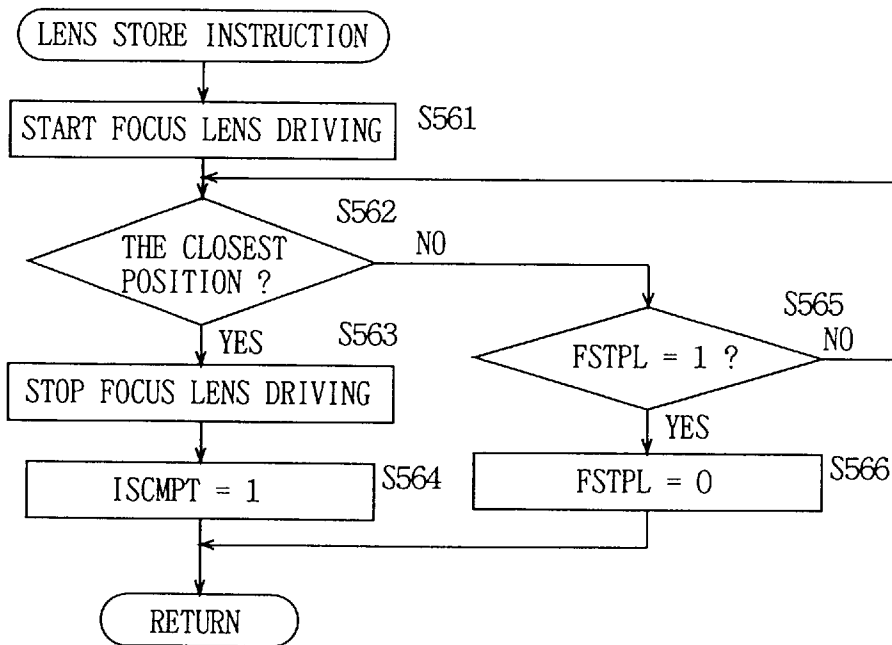 LENS STORE INSTRUCTION
START FOCUS LENS DRIVING
S561
S562
THE CLOSEST
POSITION ?
NO
YES
S563
S565
FSTPL = 1 ?
NO
STOP FOCUS LENS DRIVING
YES
ISCMPT = 1
S564
FSTPL = 0
S566
RETURN